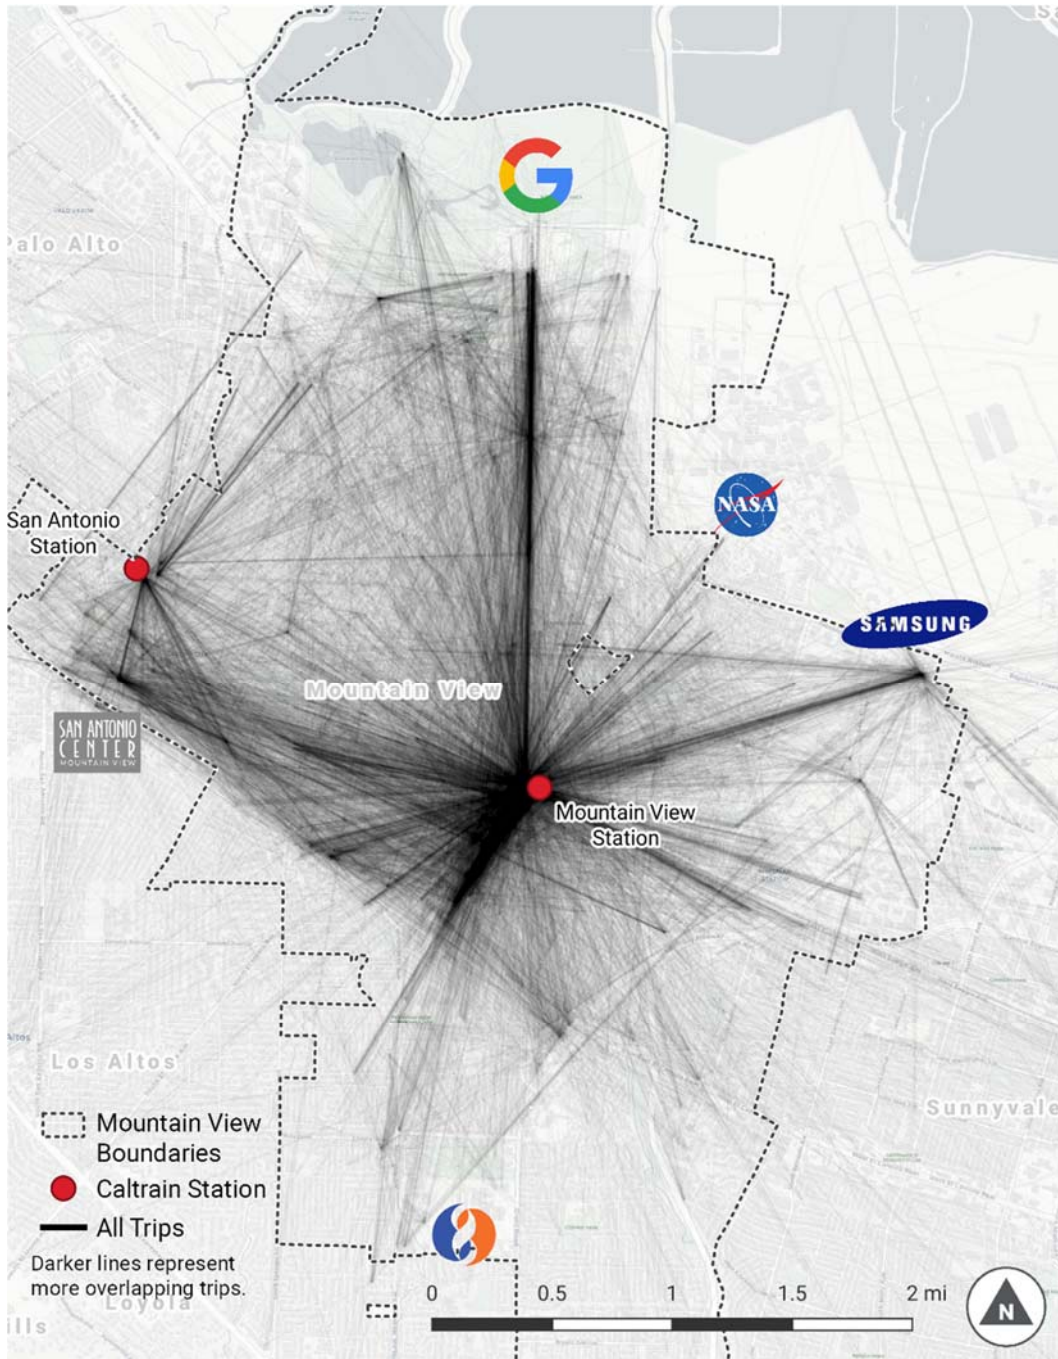 Palo Alto
San Antonio
Station
NASA
SAMSUNG
Mountain View
SAN ANTONIO
CENTER
MOUNTAIN VIEW
Mountain View
Station
Los Altos
Sunnyvale
Mountain View
Boundaries
Caltrain Station
All Trips
Darker lines represent
more overlapping trips.
Loyola
ills
0
0.5
1
1.5
2 mi
N